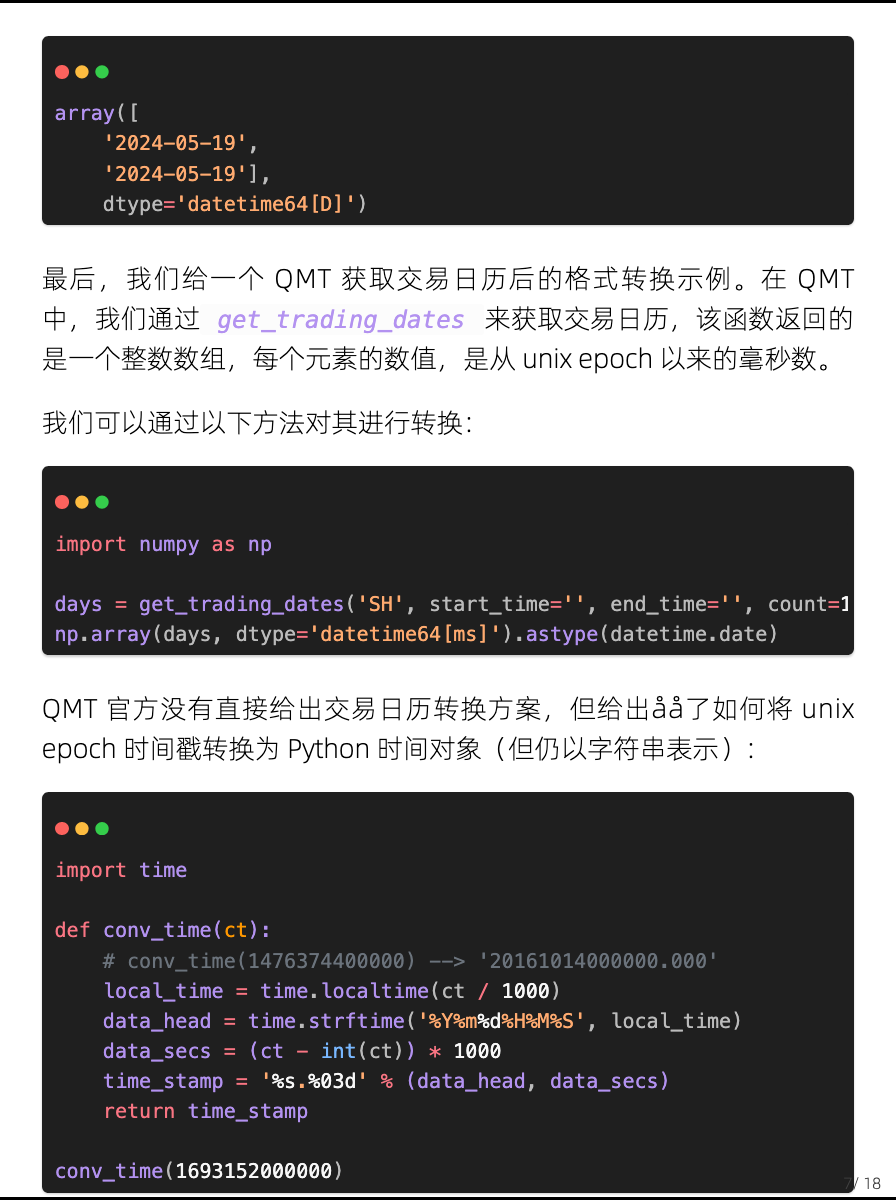 array([
    '2024-05-19',
    '2024-05-19'],
    dtype='datetime64[D]')
最后，我们给一个 QMT 获取交易日历后的格式转换示例。在 QMT
中，我们通过 get_trading_dates 来获取交易日历，该函数返回的
是一个整数数组，每个元素的数值，是从 unix epoch 以来的毫秒数。
我们可以通过以下方法对其进行转换：
import numpy as np
days = get_trading_dates('SH', start_time='', end_time='', count=1
np.array(days, dtype='datetime64[ms]').astype(datetime.date)
QMT 官方没有直接给出交易日历转换方案，但给出åå了如何将 unix
epoch 时间戳转换为 Python 时间对象（但仍以字符串表示）:
import time
def conv_time(ct):
    # conv_time(1476374400000) --> '20161014000000.000'
    local_time = time.localtime(ct / 1000)
    data_head = time.strftime('%Y%m%d%H%M%S', local_time)
    data_secs = (ct - int(ct)) * 1000
    time_stamp = '%s.%03d' % (data_head, data_secs)
    return time_stamp
conv_time(1693152000000)
7/ 18